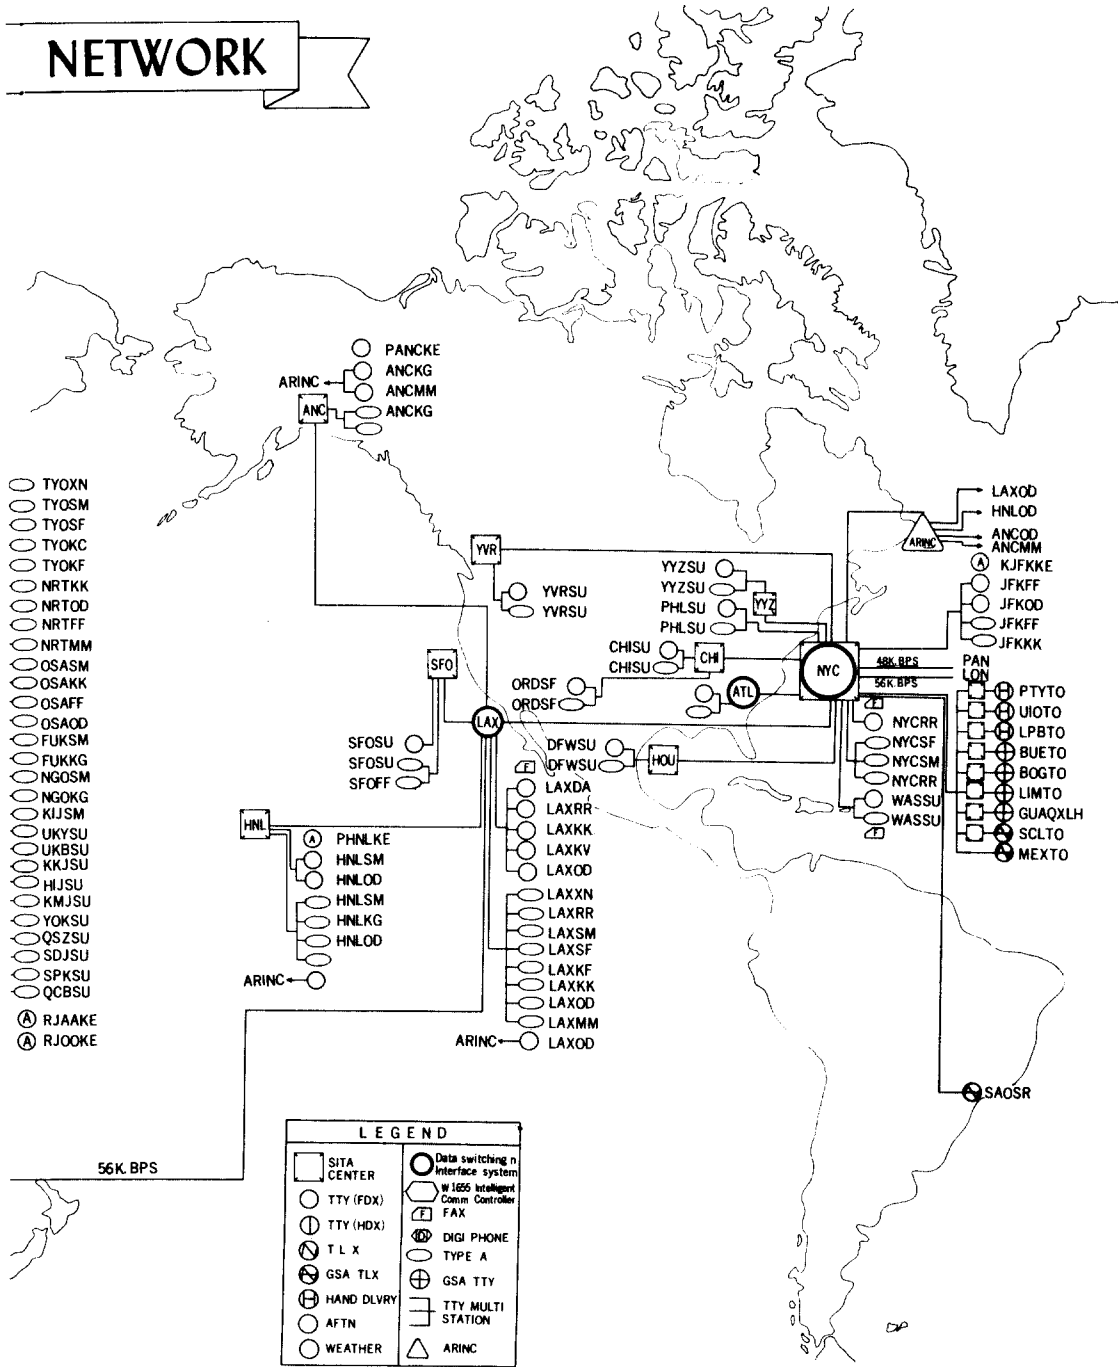 NETWORK
PANCKE
ANCKG
ARINC
ANCMM
ANC
ANCKG
TYOXN
TYOSM
TYOSF
TYOKC
TYOKF
NRTKK
NRTOD
NRTFF
NRTMM
OSASM
OSAKK
OSAFF
OSAOD
FUKSM
FUKKG
NGOSM
NGOKG
KIJSM
UKYSU
UKBSU
KKJSU
HIJSU
KMJSU
YOKSU
QSZSU
SDJSU
SPKSU
QCBSU
A RJAAKE
A RJOOKE
YVR
YVRSU
YVRSU
YYZSU
YYZSU
YYZ
PHLSU
PHLSU
CHISU
CHISU
CHI
ORDSF
ORDSF
ATL
NYC
SFO
SFOSU
SFOSU
SFOFF
LAX
DFWSU
DFWSU
HOU
ARINC
LAXOD
HNLOD
ANCOD
ANCMM
A KJFKKE
JFKFF
JFKOD
JFKFF
JFKKK
48K.BPS
56K.BPS
PAN
LON
H PTYTO
H UIOTO
H LPBTO
BUETO
BOGTO
LIMTO
GUAQXLH
SCLTO
MEXTO
F
NYCRR
NYCSF
NYCSM
NYCRR
WASSU
WASSU
F
HNL
A PHNLKE
HNLSM
HNLOD
HNLSM
HNLKG
HNLOD
ARINC
F
LAXDA
LAXRR
LAXKK
LAXKV
LAXOD
LAXXN
LAXRR
LAXSM
LAXSF
LAXKF
LAXKK
LAXOD
LAXMM
ARINC
LAXOD
SAOSR
56K.BPS
LEGEND
SITA
CENTER
TTY (FDX)
TTY (HDX)
T L X
GSA TLX
H HAND DLVRY
AFTN
WEATHER
Data switching n
Interface system
W 1655 Intelligent
Comm Controller
F FAX
D DIGI PHONE
TYPE A
GSA TTY
TTY MULTI
STATION
ARINC